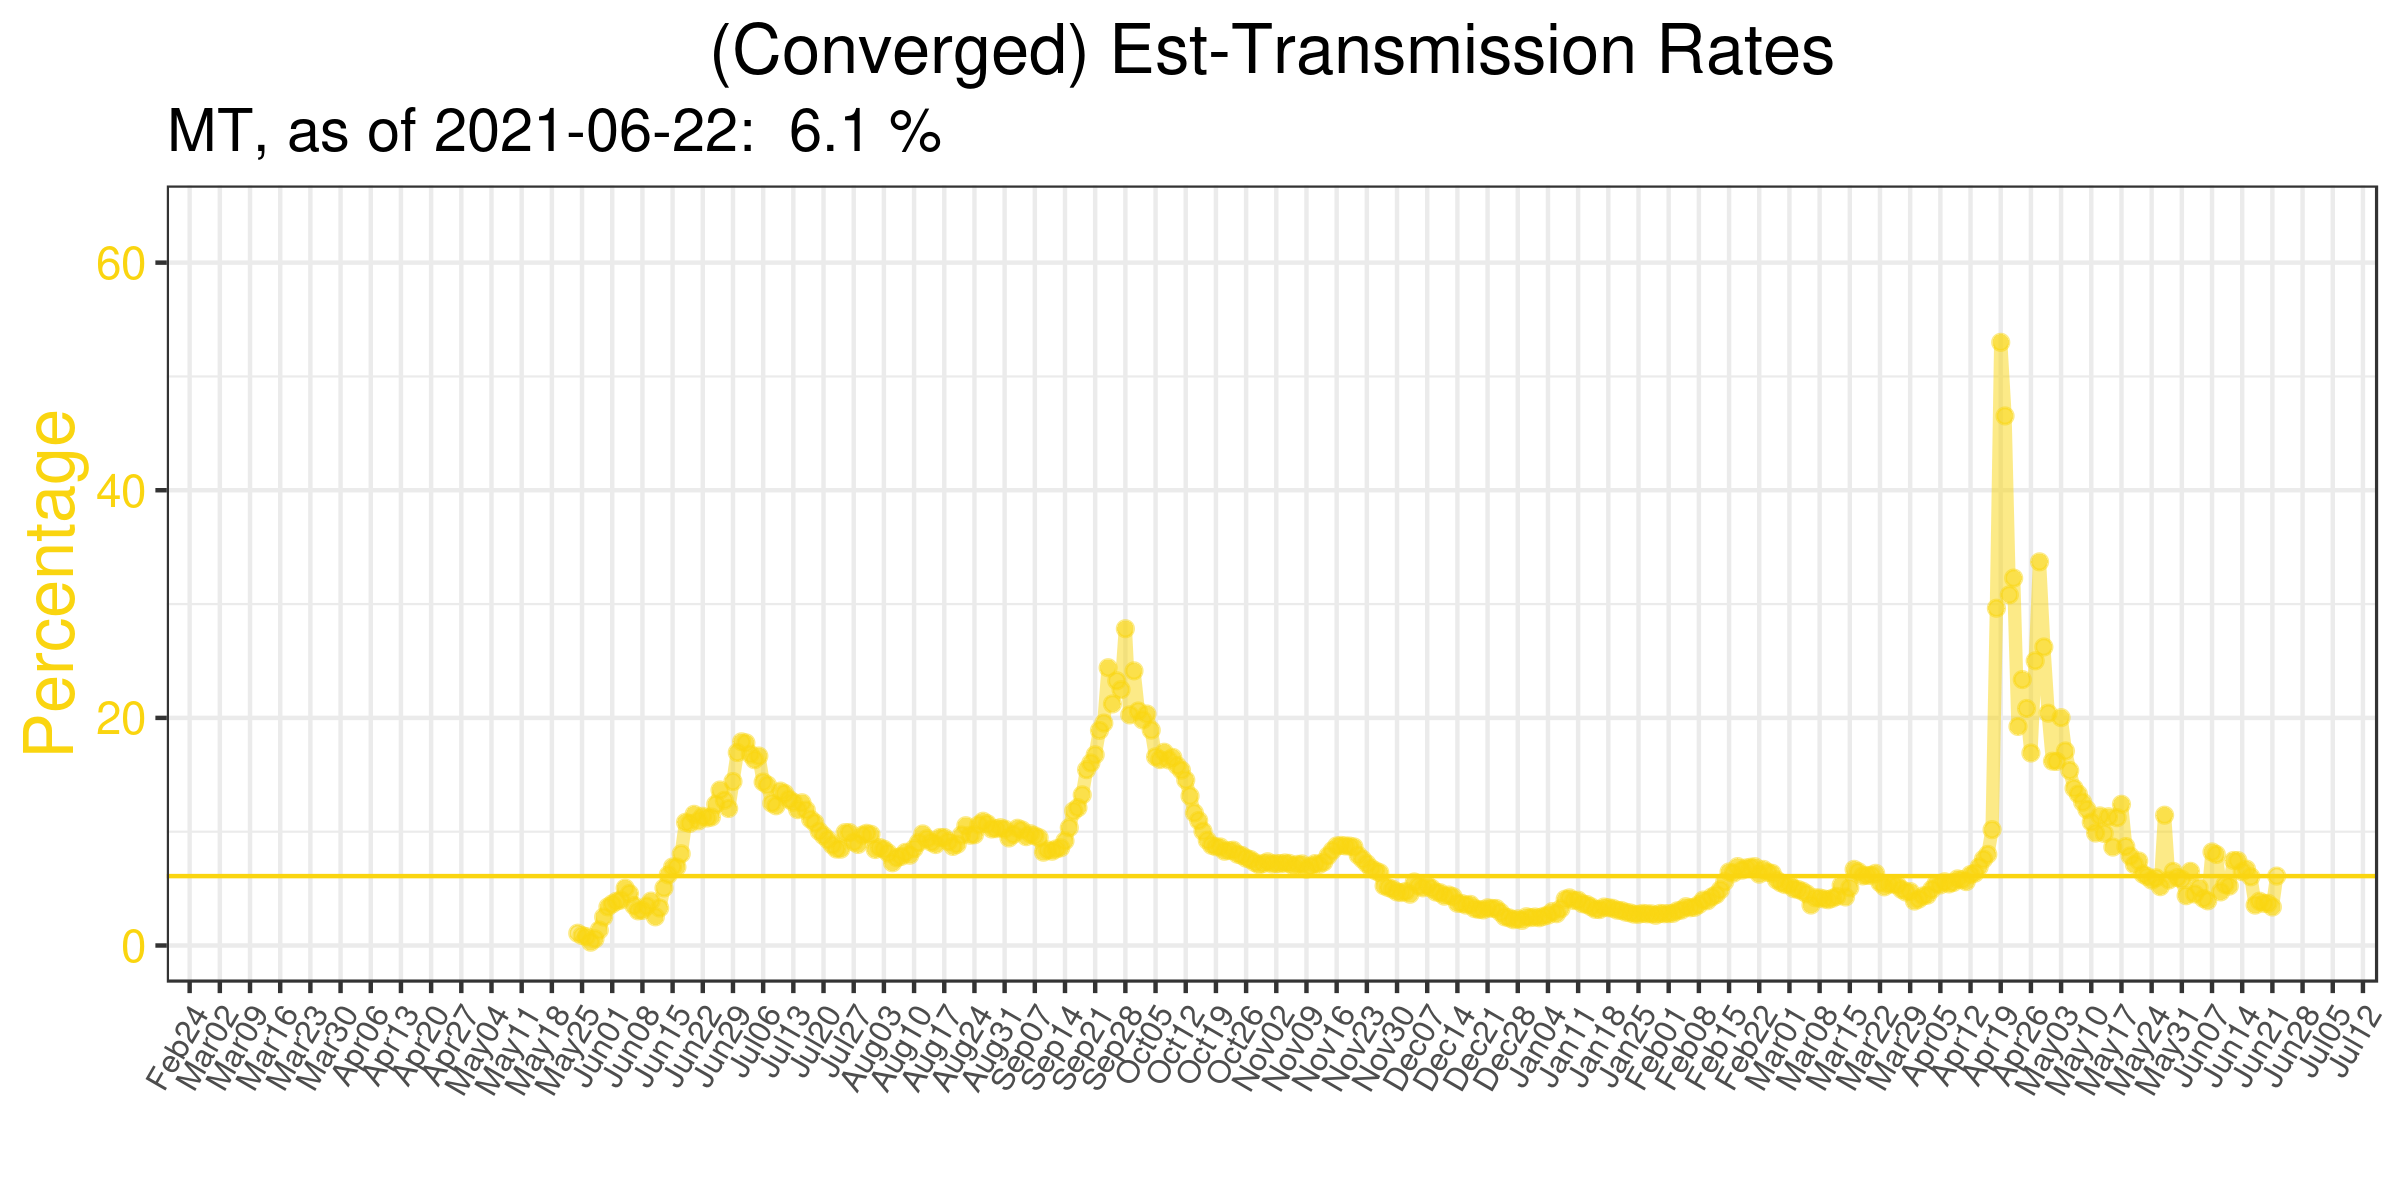 (Converged) Est-Transmission Rates
MT, as of 2021-06-22:  6.1 %
Percentage
60
40
20
0
Feb24
Mar02
Mar09
Mar16
Mar23
Mar30
Apr06
Apr13
Apr20
Apr27
May04
May11
May18
May25
Jun01
Jun08
Jun15
Jun22
Jun29
Jul06
Jul13
Jul20
Jul27
Aug03
Aug10
Aug17
Aug24
Aug31
Sep07
Sep14
Sep21
Sep28
Oct05
Oct12
Oct19
Oct26
Nov02
Nov09
Nov16
Nov23
Nov30
Dec07
Dec14
Dec21
Dec28
Jan04
Jan11
Jan18
Jan25
Feb01
Feb08
Feb15
Feb22
Mar01
Mar08
Mar15
Mar22
Mar29
Apr05
Apr12
Apr19
Apr26
May03
May10
May17
May24
May31
Jun07
Jun14
Jun21
Jun28
Jul05
Jul12